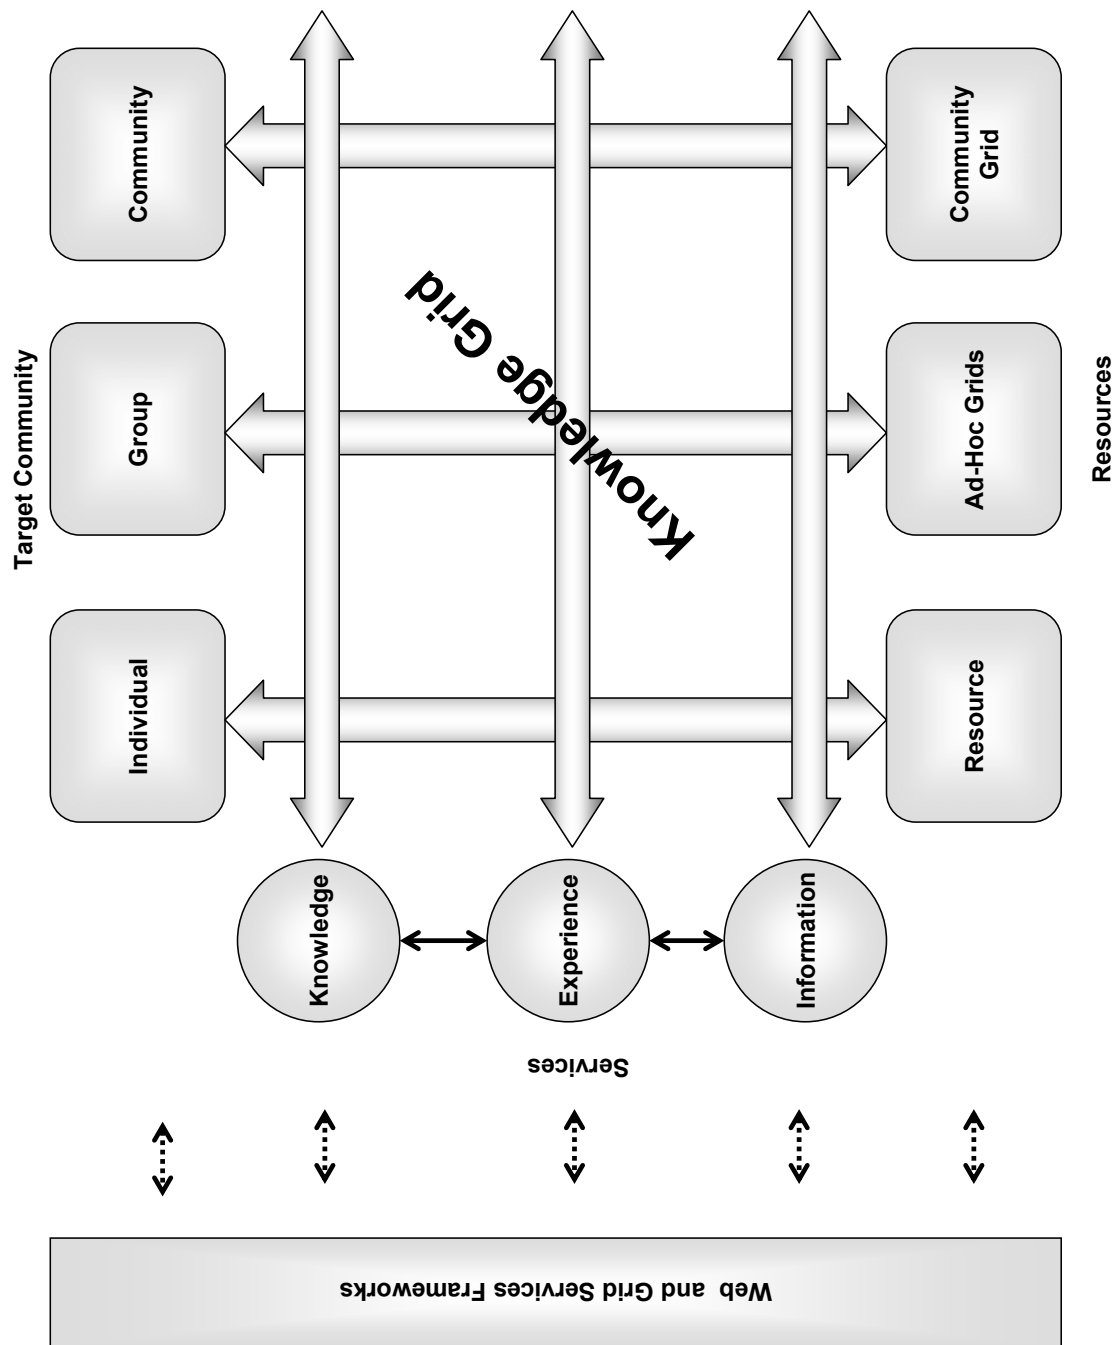 Target Community
Individual
Group
Community
Knowledge
Experience
Information
Knowledge Grid
Resource
Ad-Hoc Grids
Community
Grid
Resources
Services
Web and Grid Services Frameworks